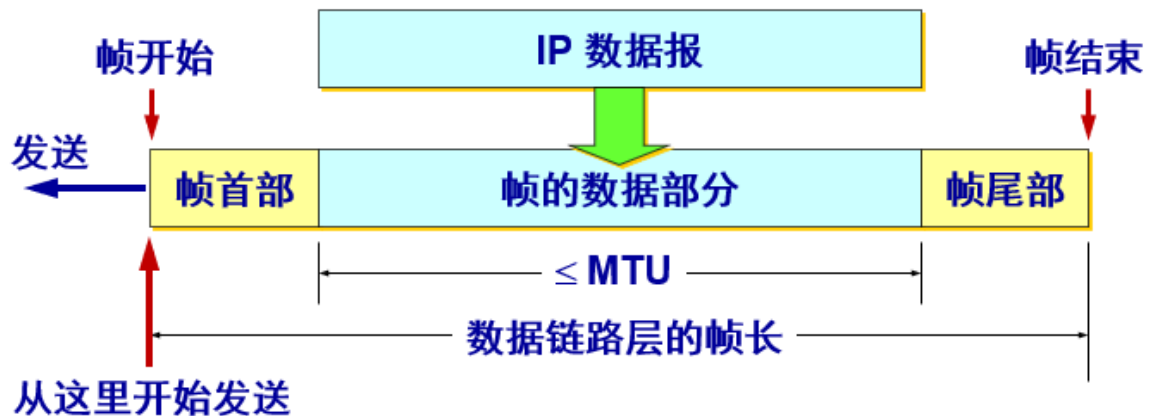 IP 数据报
帧开始
帧结束
发送
帧首部
帧的数据部分
帧尾部
≤ MTU
数据链路层的帧长
从这里开始发送